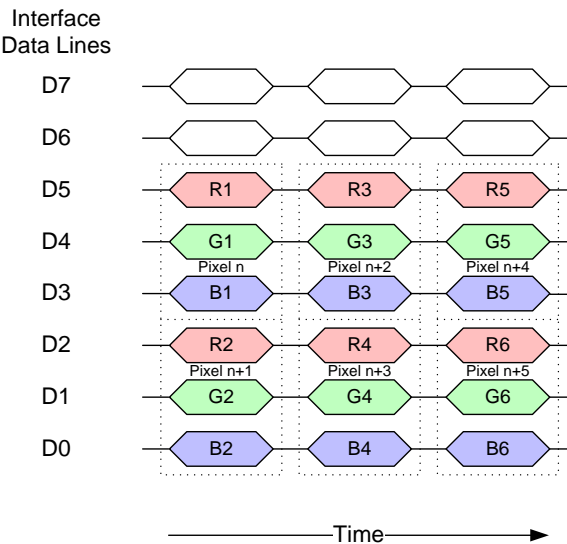 Interface
Data Lines
D7
D6
D5 R1 R3 R5
D4 G1 G3 G5
Pixel n Pixel n+2 Pixel n+4
D3 B1 B3 B5
D2 R2 R4 R6
Pixel n+1 Pixel n+3 Pixel n+5
D1 G2 G4 G6
D0 B2 B4 B6
Time